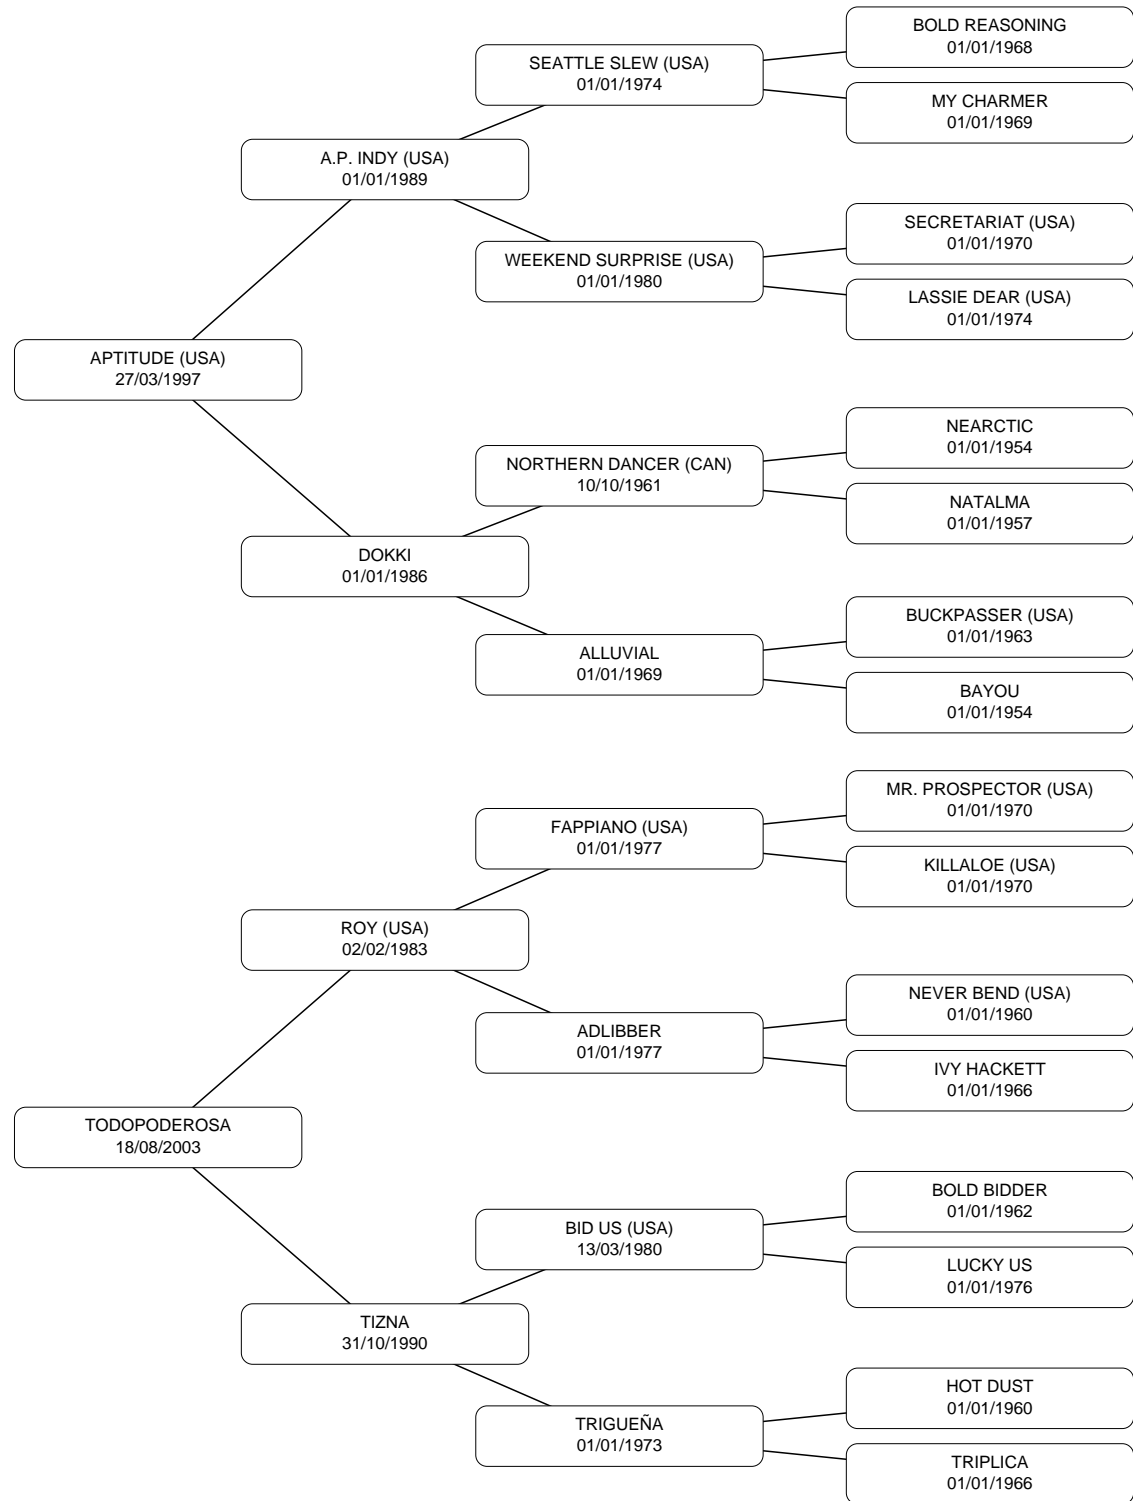 BOLD REASONING
01/01/1968
SEATTLE SLEW (USA)
01/01/1974
MY CHARMER
01/01/1969
A.P. INDY (USA)
01/01/1989
SECRETARIAT (USA)
01/01/1970
WEEKEND SURPRISE (USA)
01/01/1980
LASSIE DEAR (USA)
01/01/1974
APTITUDE (USA)
27/03/1997
NEARCTIC
01/01/1954
NORTHERN DANCER (CAN)
10/10/1961
NATALMA
01/01/1957
DOKKI
01/01/1986
BUCKPASSER (USA)
01/01/1963
ALLUVIAL
01/01/1969
BAYOU
01/01/1954
MR. PROSPECTOR (USA)
01/01/1970
FAPPIANO (USA)
01/01/1977
KILLALOE (USA)
01/01/1970
ROY (USA)
02/02/1983
NEVER BEND (USA)
01/01/1960
ADLIBBER
01/01/1977
IVY HACKETT
01/01/1966
TODOPODEROSA
18/08/2003
BOLD BIDDER
01/01/1962
BID US (USA)
13/03/1980
LUCKY US
01/01/1976
TIZNA
31/10/1990
HOT DUST
01/01/1960
TRIGUEÑA
01/01/1973
TRIPLICA
01/01/1966